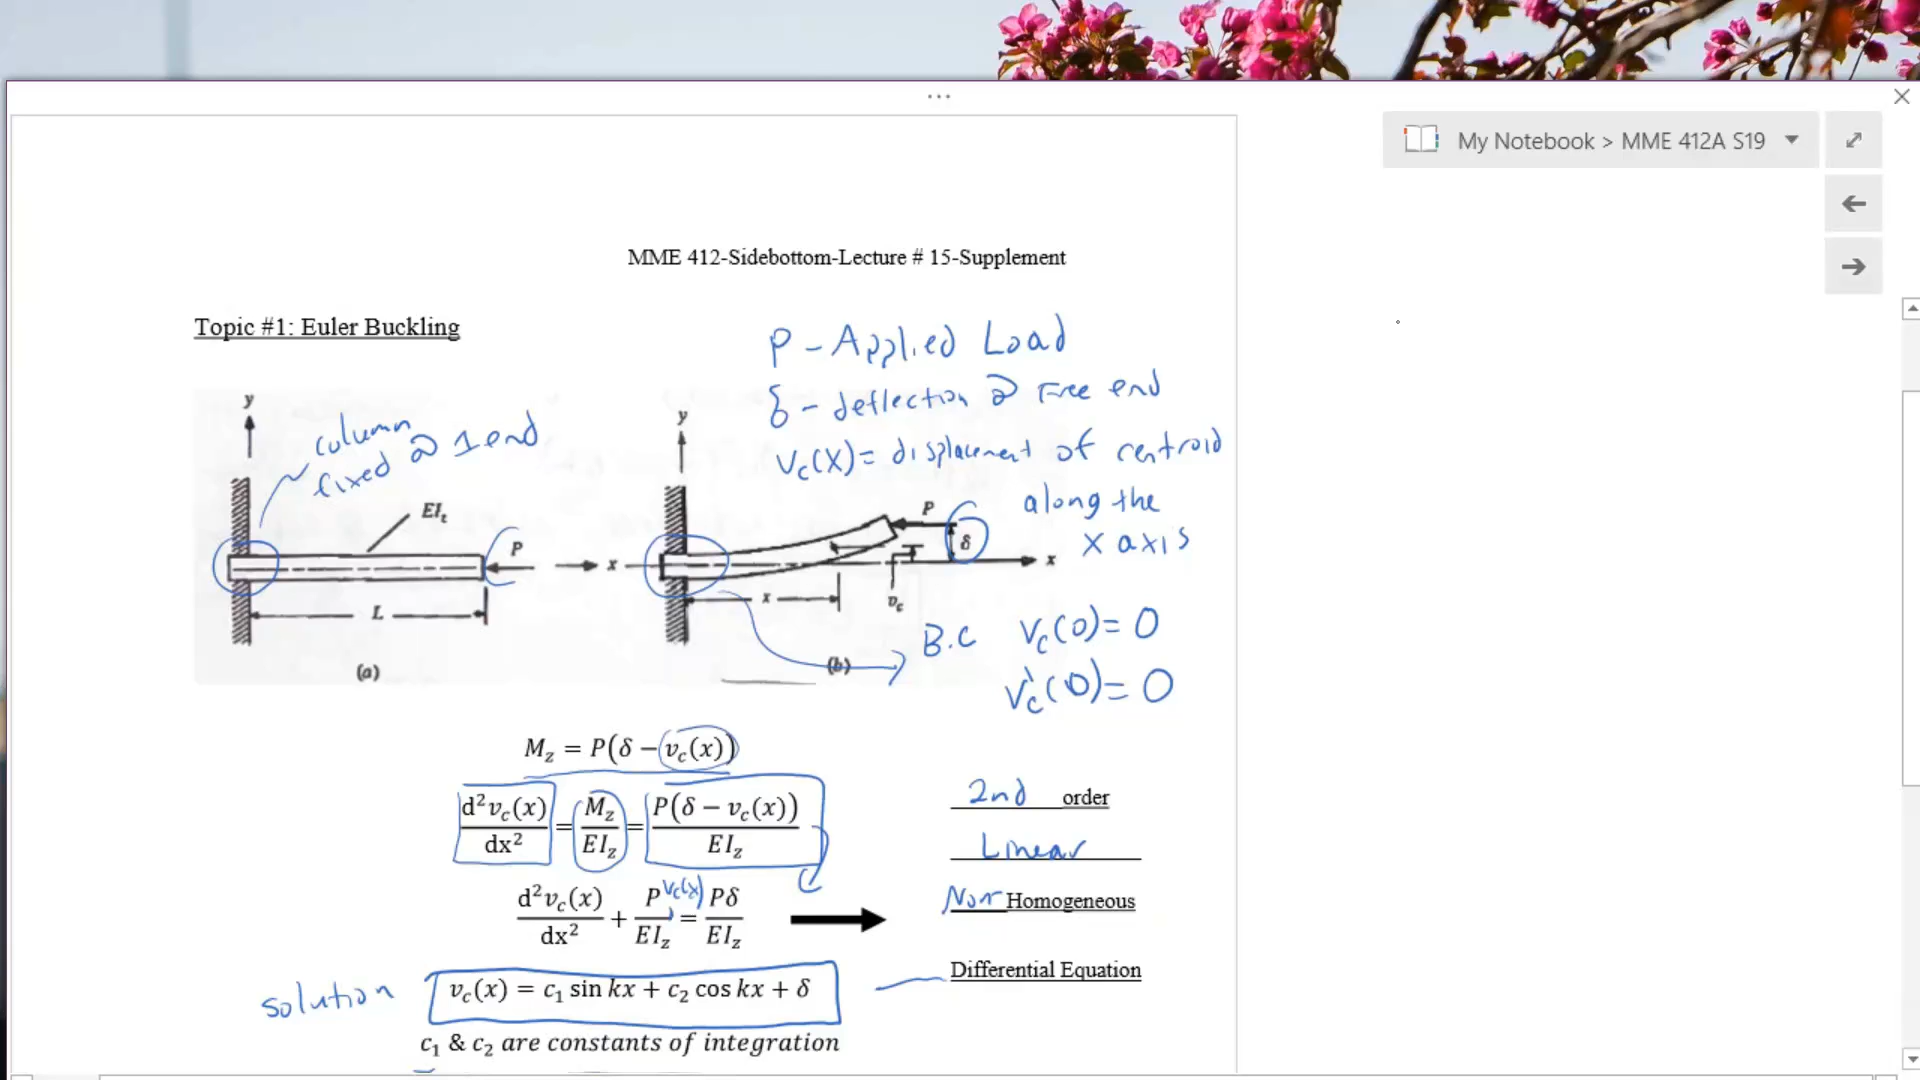 ...
My Notebook > MME 412A S19
MME 412-Sidebottom-Lecture # 15-Supplement
Topic #1: Euler Buckling
P - Applied Load
δ - deflection @ Free end
Vc(X) = displacement of centroid
along the
X axis
y
column
fixed @ 1 end
EIt
P
x
L
(a)
y
P
δ
x
x
vc
(b)
B.C Vc(0) = 0
Vc'(0) = 0
Mz = P(δ − vc(x))
d²vc(x)/dx² = Mz/EIz = P(δ − vc(x))/EIz
2nd order
Linear
d²vc(x)/dx² + P Vc(x)/EIz = Pδ/EIz
Non Homogeneous
Differential Equation
solution
vc(x) = c1 sin kx + c2 cos kx + δ
c1 & c2 are constants of integration